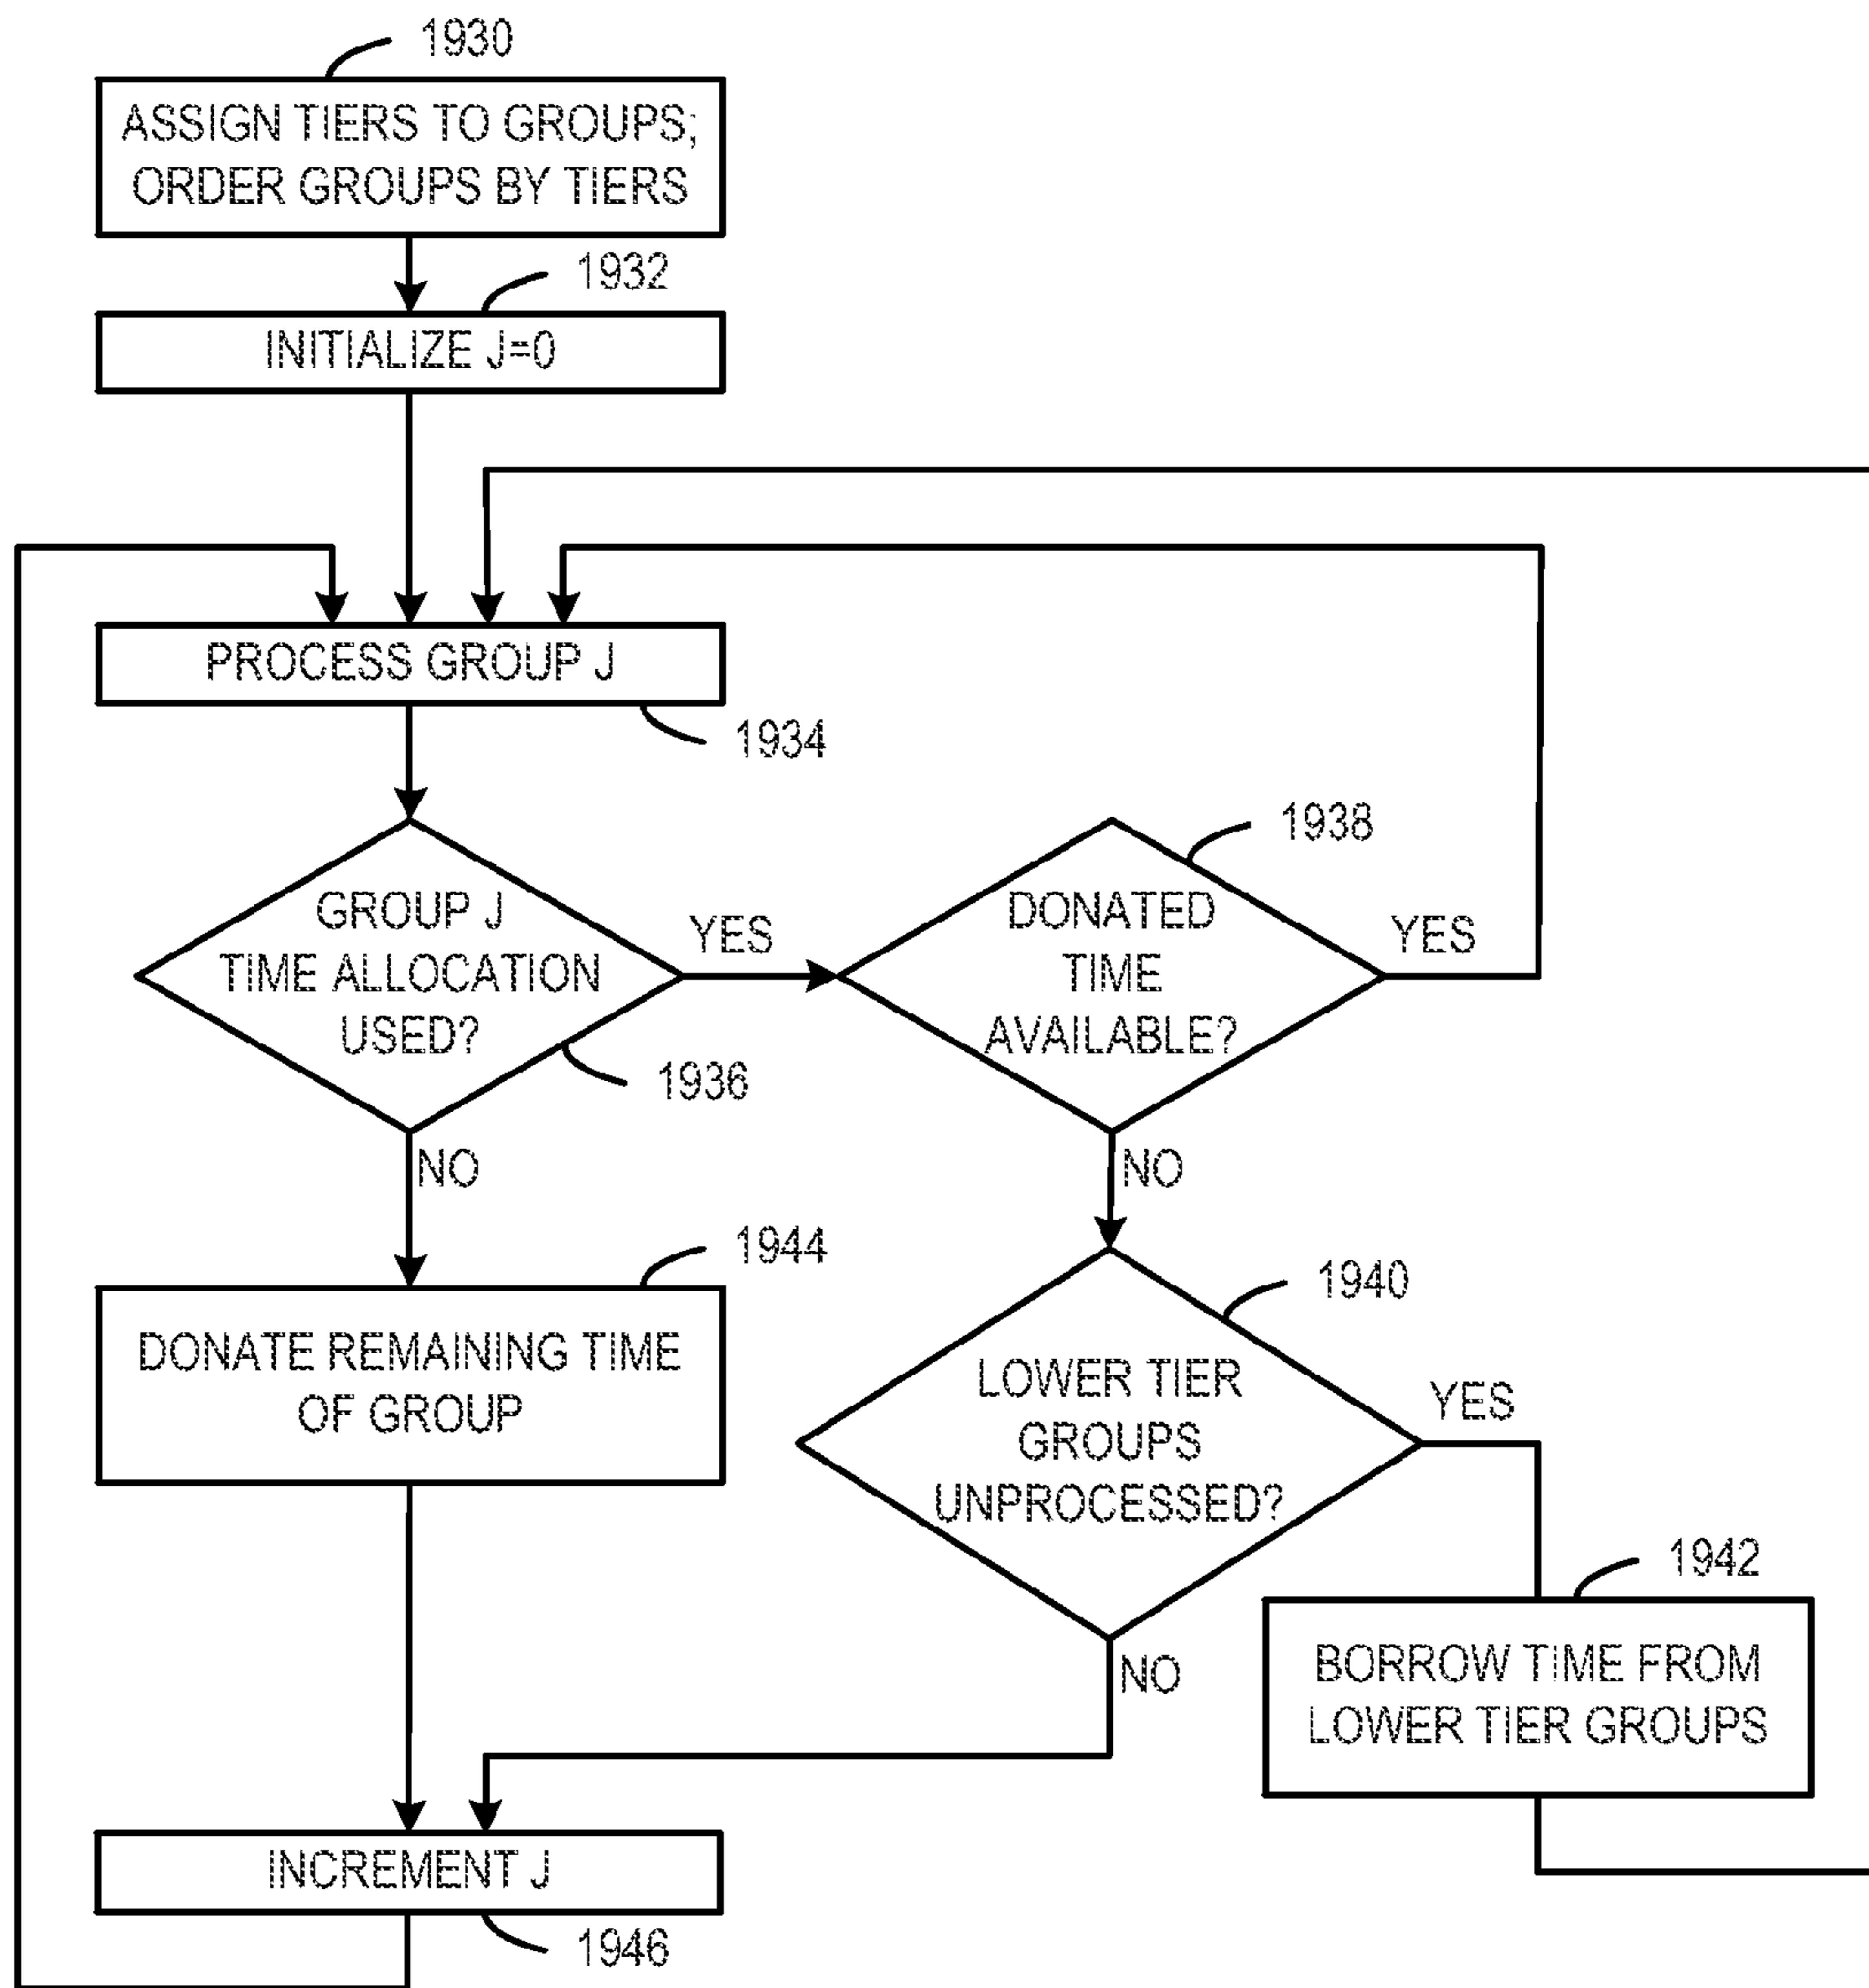 1930
ASSIGN TIERS TO GROUPS;
ORDER GROUPS BY TIERS
1932
INITIALIZE J=0
PROCESS GROUP J
1934
GROUP J
TIME ALLOCATION
USED?
YES
1936
NO
1938
DONATED
TIME
AVAILABLE?
YES
NO
1944
DONATE REMAINING TIME
OF GROUP
1940
LOWER TIER
GROUPS
UNPROCESSED?
YES
NO
1942
BORROW TIME FROM
LOWER TIER GROUPS
INCREMENT J
1946